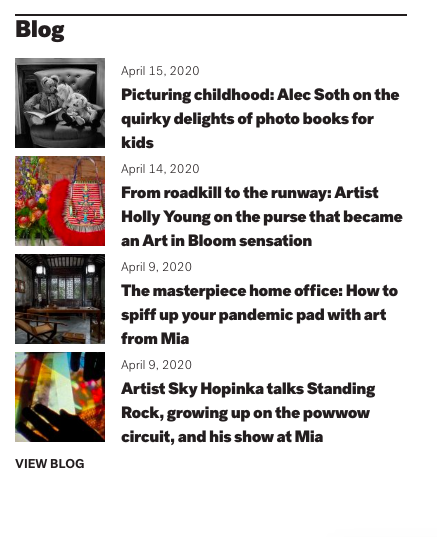 Blog
April 15, 2020
Picturing childhood: Alec Soth on the
quirky delights of photo books for
kids
April 14, 2020
From roadkill to the runway: Artist
Holly Young on the purse that became
an Art in Bloom sensation
April 9, 2020
The masterpiece home office: How to
spiff up your pandemic pad with art
from Mia
April 9, 2020
Artist Sky Hopinka talks Standing
Rock, growing up on the powwow
circuit, and his show at Mia
VIEW BLOG